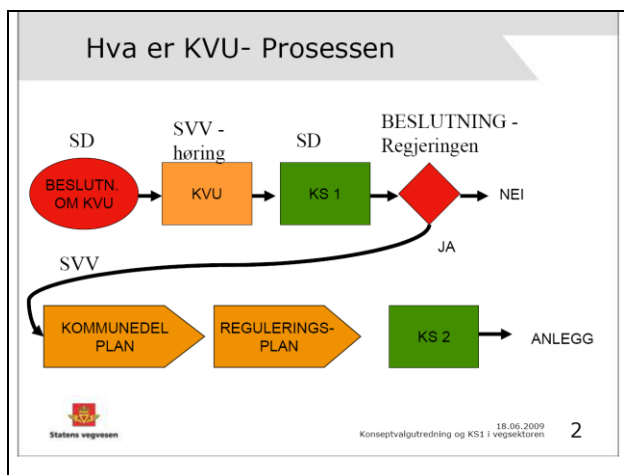 Hva er KVU- Prosessen
SD
SVV -
høring
SD
BESLUTNING -
Regjeringen
BESLUTN.
OM KVU
KVU
KS 1
NEI
JA
SVV
KOMMUNEDEL
PLAN
REGULERINGS-
PLAN
KS 2
ANLEGG
Statens vegvesen
18.06.2009
Konseptvalgutredning og KS1 i vegsektoren
2